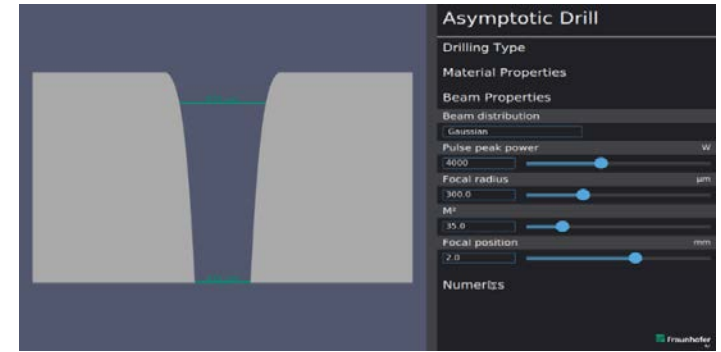 Asymptotic Drill
Drilling Type
Material Properties
Beam Properties
Beam distribution
Gaussian
Pulse peak power W
4000
Focal radius µm
300.0
M²
35.0
Focal position mm
2.0
Numerics
Fraunhofer